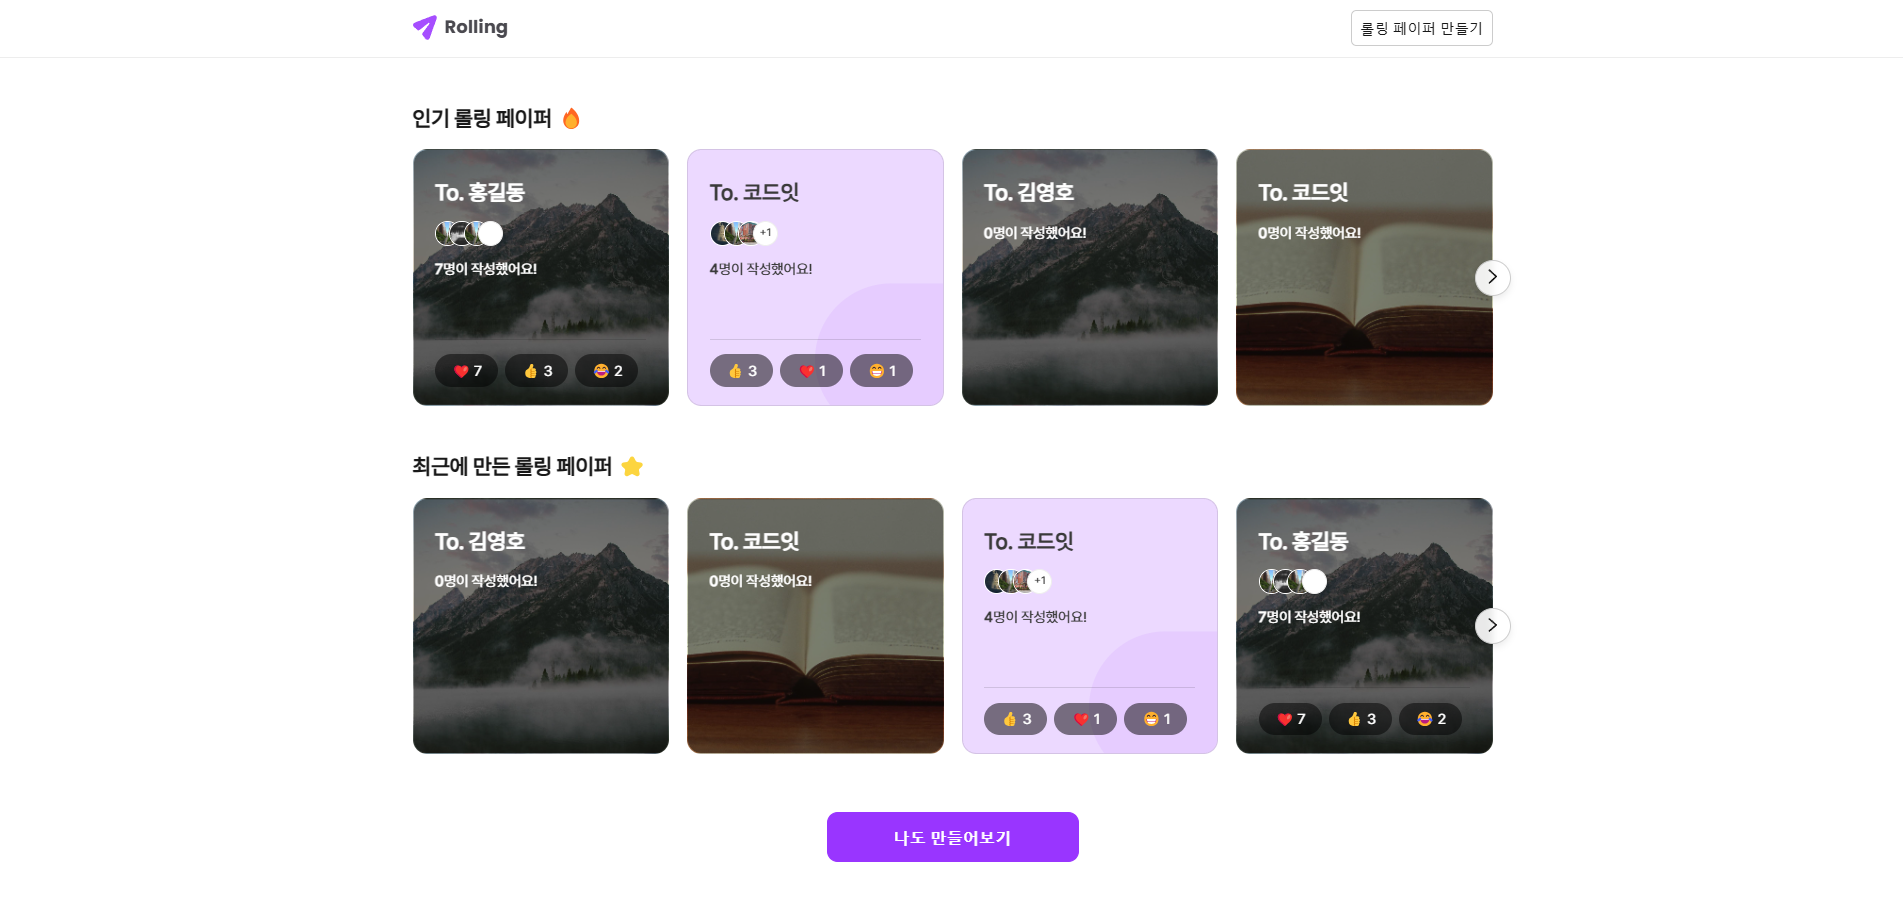 Rolling
롤링 페이퍼 만들기
인기 롤링 페이퍼 🔥
To. 홍길동
7명이 작성했어요!
❤️ 7 👍 3 😂 2
To. 코드잇
+1
4명이 작성했어요!
👍 3 ❤️ 1 😁 1
To. 김영호
0명이 작성했어요!
To. 코드잇
0명이 작성했어요!
최근에 만든 롤링 페이퍼 ⭐
To. 김영호
0명이 작성했어요!
To. 코드잇
0명이 작성했어요!
To. 코드잇
+1
4명이 작성했어요!
👍 3 ❤️ 1 😁 1
To. 홍길동
7명이 작성했어요!
❤️ 7 👍 3 😂 2
나도 만들어보기